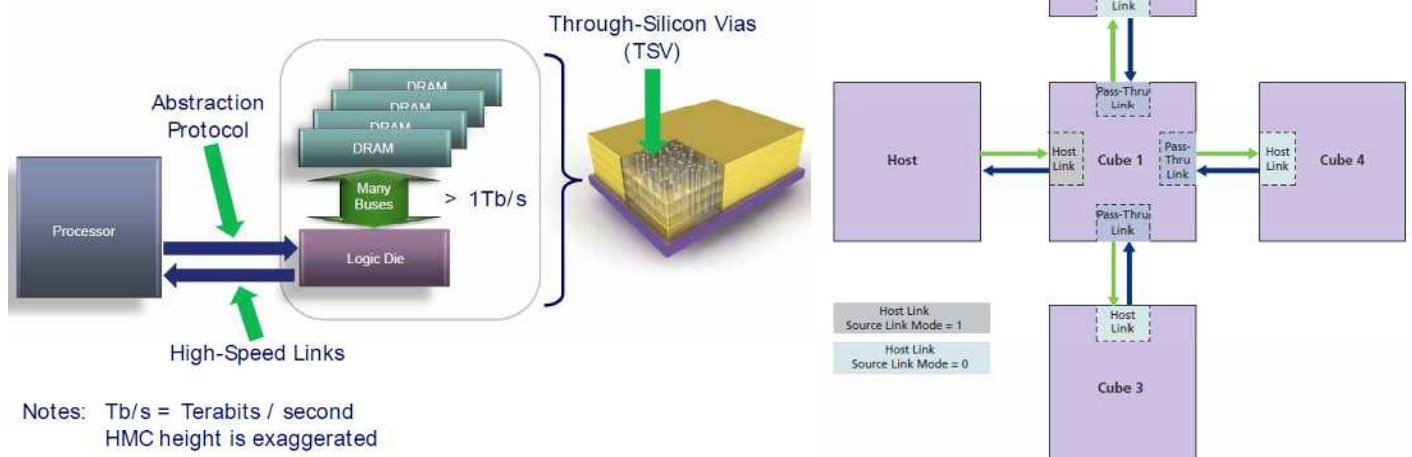 Through-Silicon Vias
(TSV)
Abstraction
Protocol
DRAM
DRAM
DRAM
DRAM
Many
Buses
> 1Tb/s
Processor
Logic Die
High-Speed Links
Notes: Tb/s = Terabits / second
HMC height is exaggerated
Link
Pass-Thru
Link
Host
Host
Link
Cube 1
Pass-
Thru
Link
Host
Link
Cube 4
Pass-Thru
Link
Host Link
Source Link Mode = 1
Host Link
Source Link Mode = 0
Host
Link
Cube 3